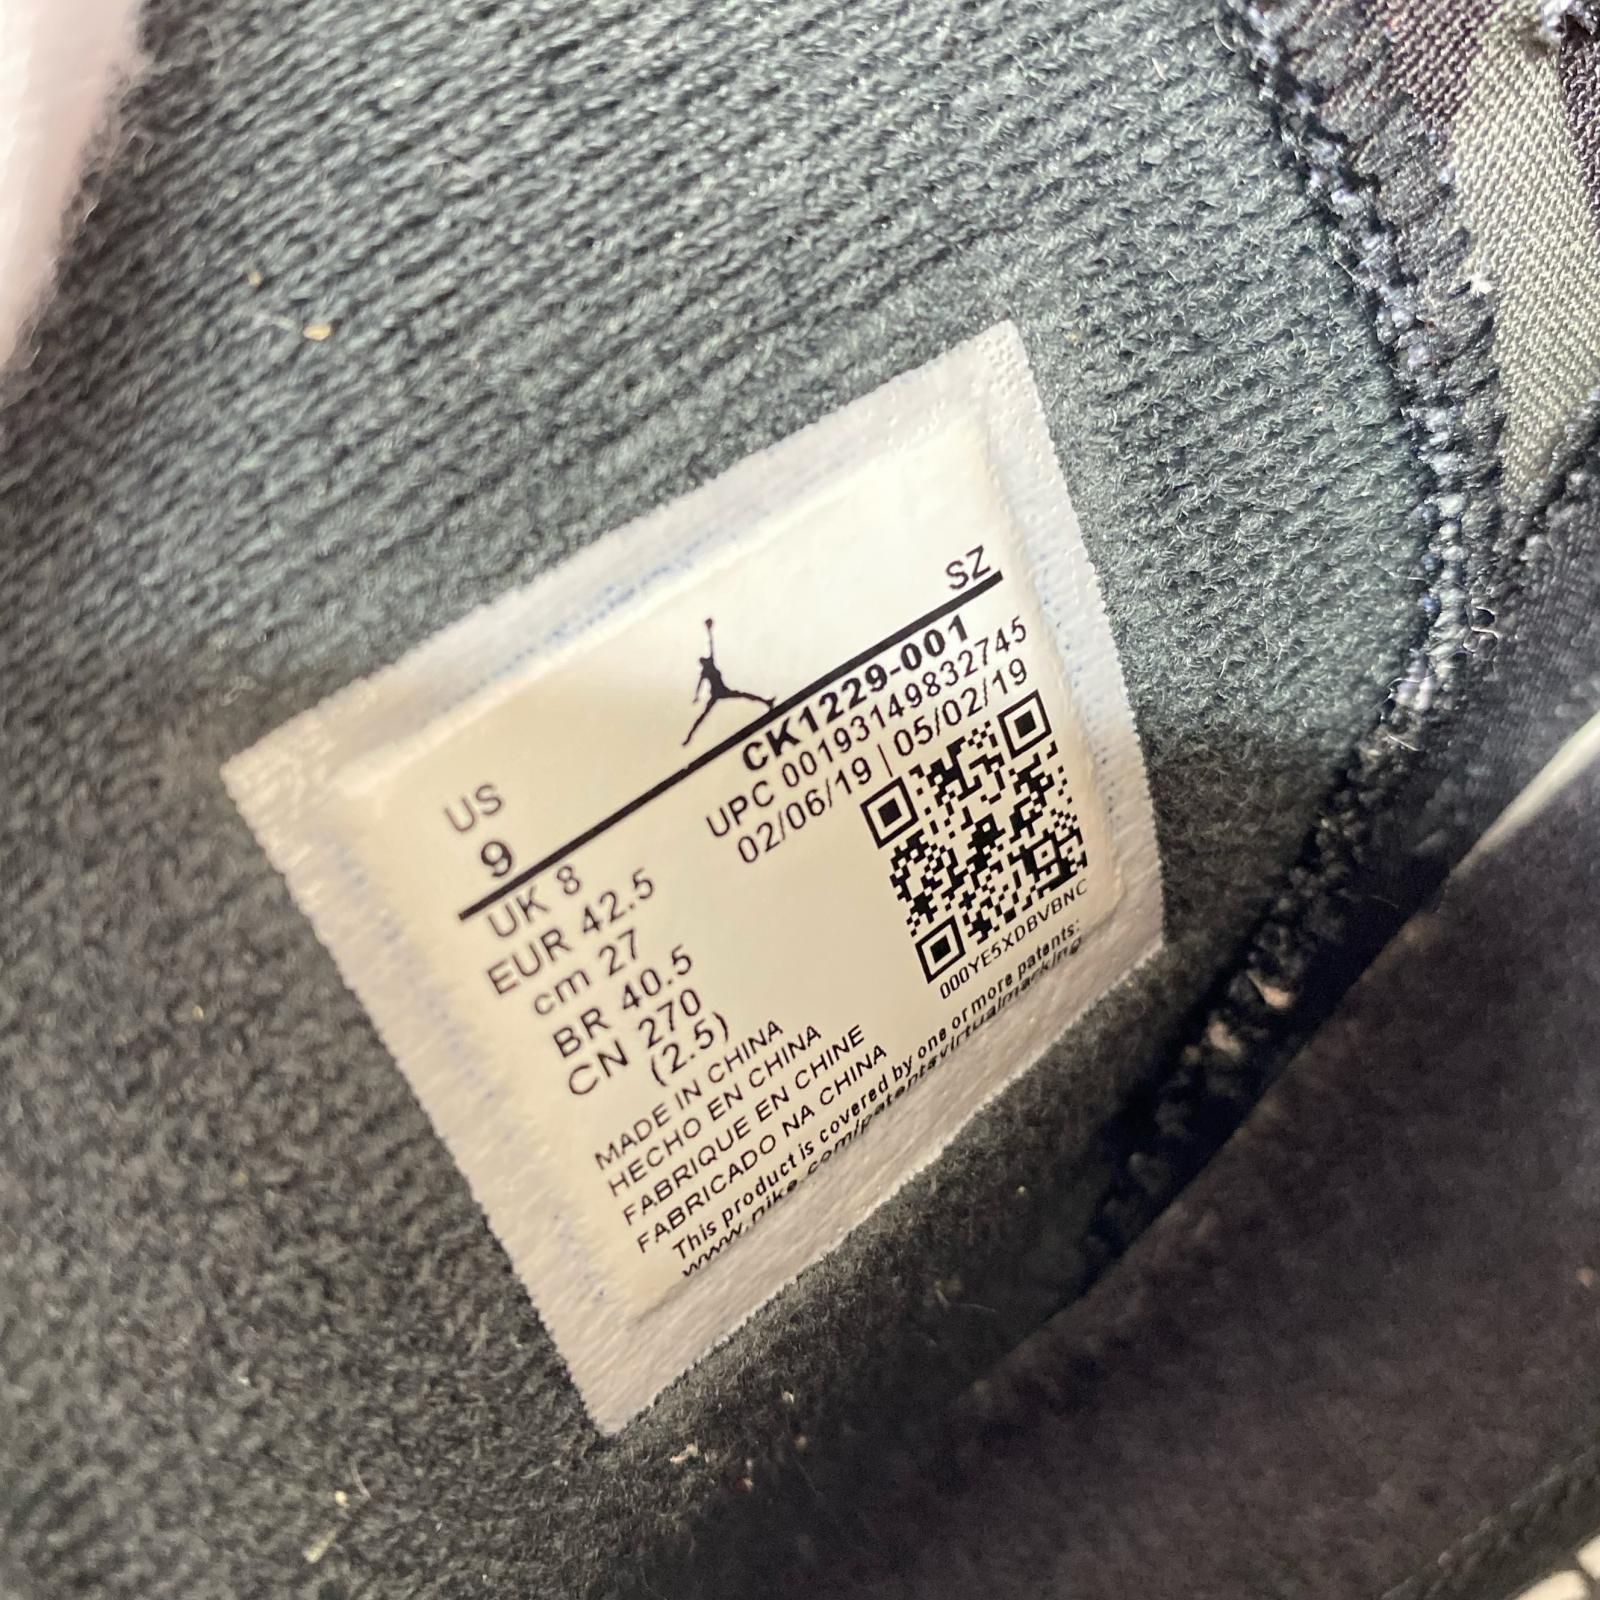 SZ
US
9
CK1229-001
UPC 00193149832745
02/06/19 | 05/02/19
UK 8
EUR 42.5
cm 27
BR 40.5
CN 270
(2.5)
000YE5XDBVBNC
MADE IN CHINA
HECHO EN CHINA
FABRIQUE EN CHINE
FABRICADO NA CHINA
This product is covered by one or more patents:
www.nike.com/patentsvirtualmarking